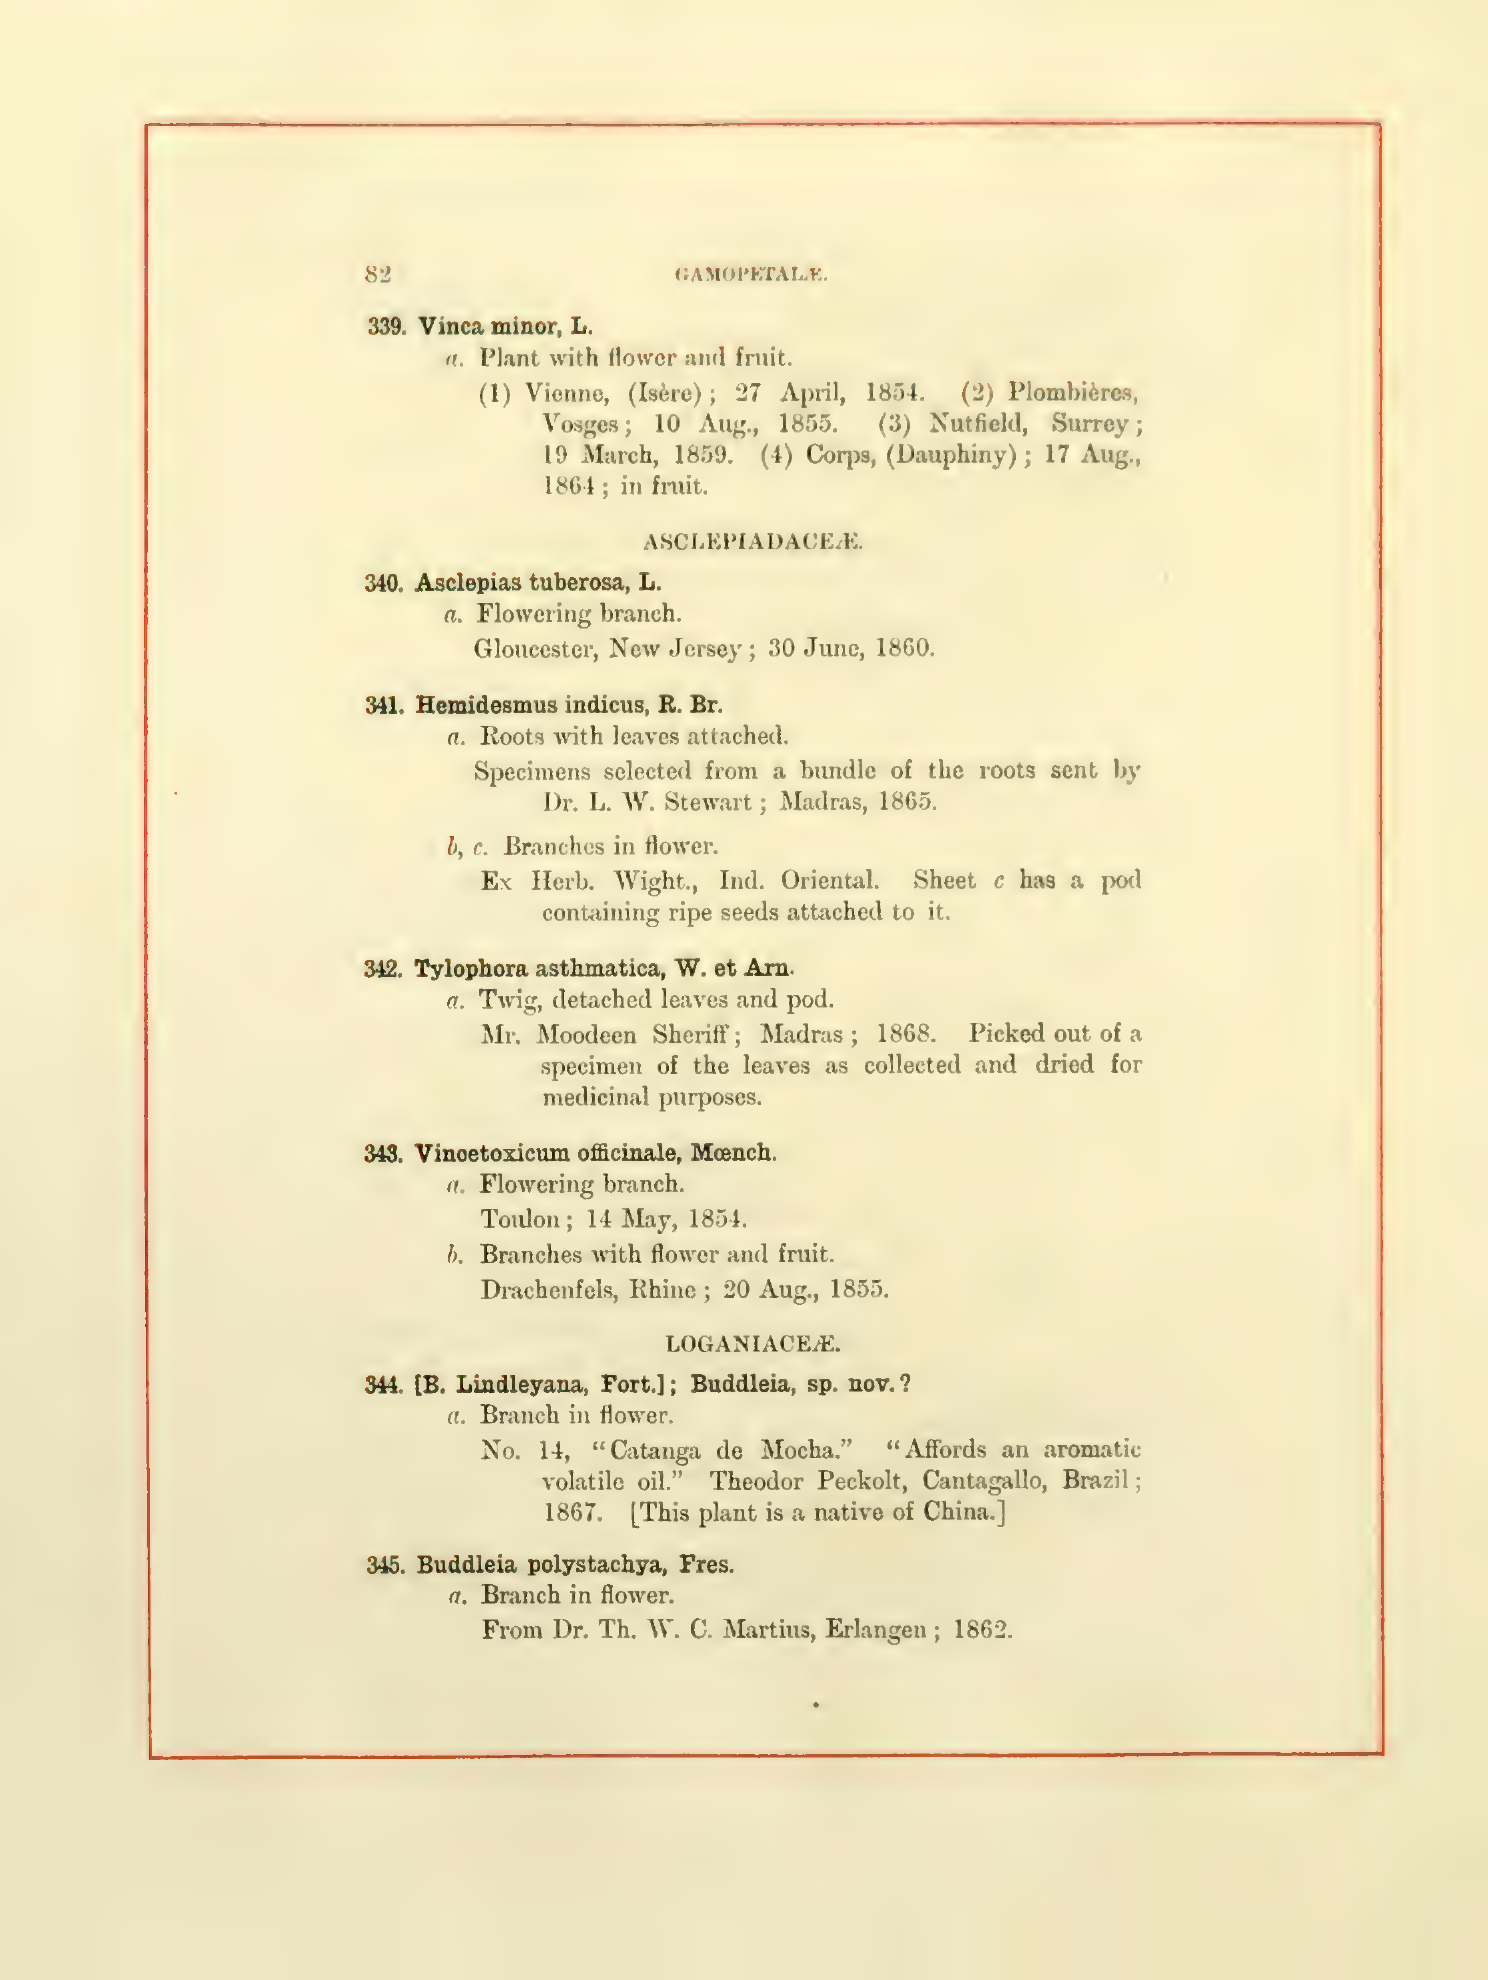 82 GAMOPETALÆ.
339. Vinca minor, L.
a. Plant with flower and fruit.
(1) Vienne, (Isère) ; 27 April, 1854. (2) Plombières,
Vosges ; 10 Aug., 1855. (3) Nutfield, Surrey ;
19 March, 1859. (4) Corps, (Dauphiny) ; 17 Aug.,
1864 ; in fruit.
ASCLEPIADACEÆ.
340. Asclepias tuberosa, L.
a. Flowering branch.
Gloucester, New Jersey ; 30 June, 1860.
341. Hemidesmus indicus, R. Br.
a. Roots with leaves attached.
Specimens selected from a bundle of the roots sent by
Dr. L. W. Stewart ; Madras, 1865.
b, c. Branches in flower.
Ex Herb. Wight., Ind. Oriental. Sheet c has a pod
containing ripe seeds attached to it.
342. Tylophora asthmatica, W. et Arn.
a. Twig, detached leaves and pod.
Mr. Moodeen Sheriff ; Madras ; 1868. Picked out of a
specimen of the leaves as collected and dried for
medicinal purposes.
343. Vincetoxicum officinale, Mœnch.
a. Flowering branch.
Toulon ; 14 May, 1854.
b. Branches with flower and fruit.
Drachenfels, Rhine ; 20 Aug., 1855.
LOGANIACEÆ.
344. [B. Lindleyana, Fort.] ; Buddleia, sp. nov. ?
a. Branch in flower.
No. 14, “Catanga de Mocha.” “Affords an aromatic
volatile oil.” Theodor Peckolt, Cantagallo, Brazil ;
1867. [This plant is a native of China.]
345. Buddleia polystachya, Fres.
a. Branch in flower.
From Dr. Th. W. C. Martius, Erlangen ; 1862.